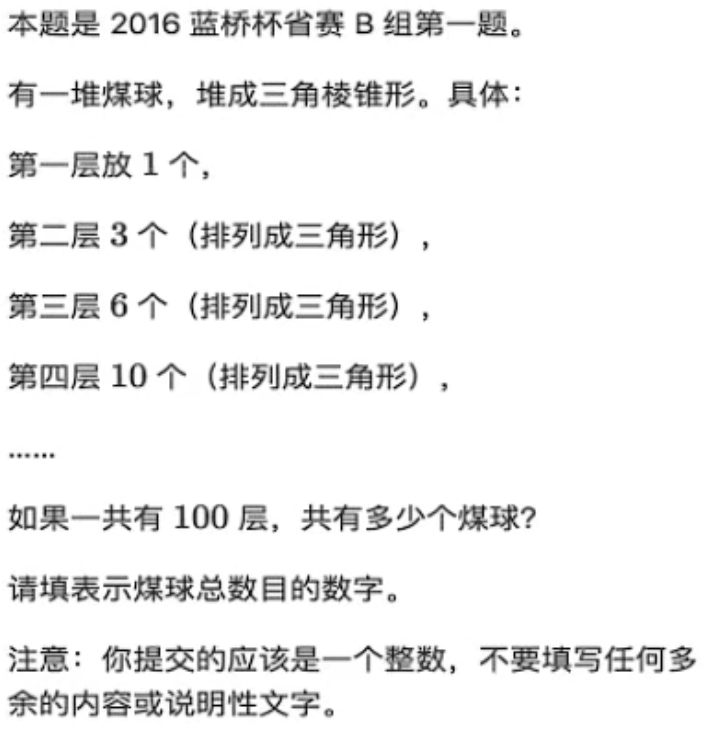 本题是 2016 蓝桥杯省赛 B 组第一题。
有一堆煤球，堆成三角棱锥形。具体：
第一层放 1 个，
第二层 3 个（排列成三角形），
第三层 6 个（排列成三角形），
第四层 10 个（排列成三角形），
......
如果一共有 100 层，共有多少个煤球?
请填表示煤球总数目的数字。
注意：你提交的应该是一个整数，不要填写任何多
余的内容或说明性文字。